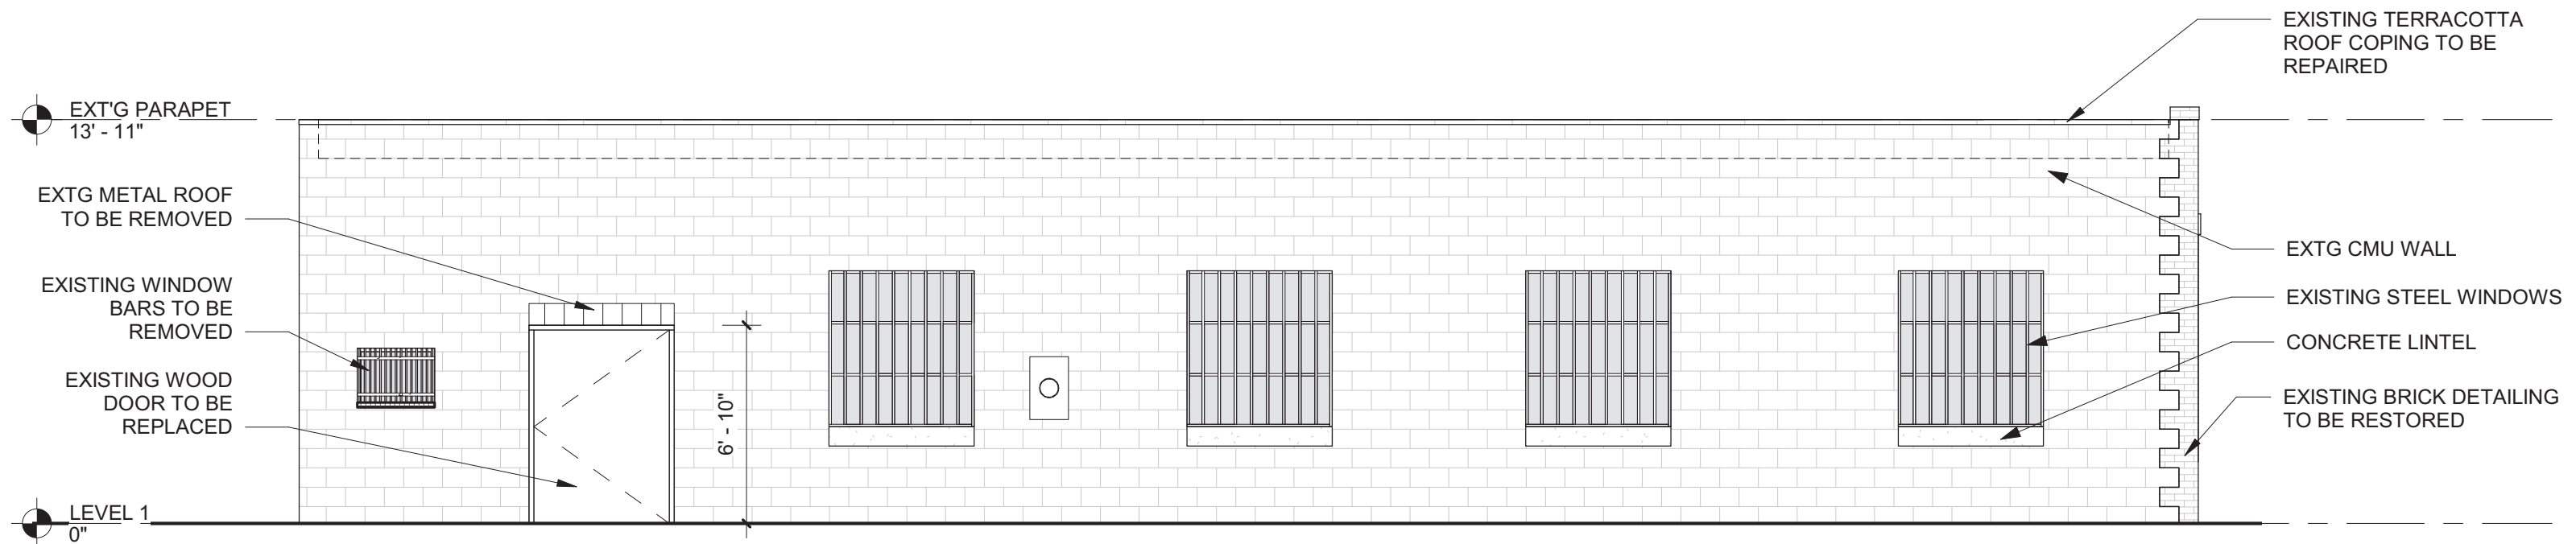 EXISTING TERRACOTTA
ROOF COPING TO BE
REPAIRED
EXT'G PARAPET
13' - 11"
EXTG METAL ROOF
TO BE REMOVED
EXISTING WINDOW
BARS TO BE
REMOVED
EXISTING WOOD
DOOR TO BE
REPLACED
6' - 10"
EXTG CMU WALL
EXISTING STEEL WINDOWS
CONCRETE LINTEL
EXISTING BRICK DETAILING
TO BE RESTORED
LEVEL 1
0"